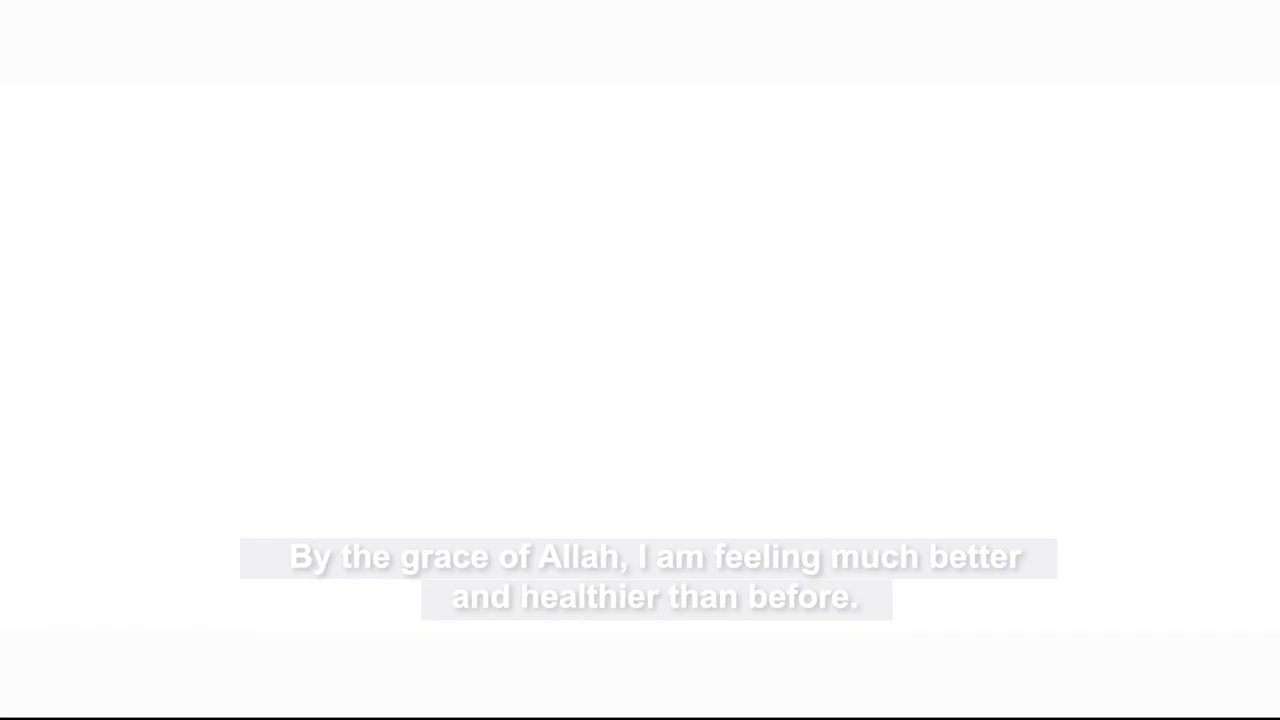 By the grace of Allah, I am feeling much better
and healthier than before.